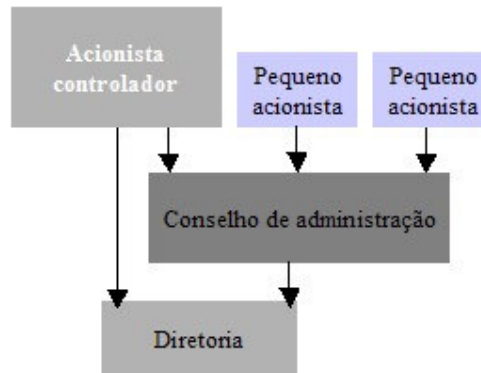 Acionista
controlador
Pequeno
acionista
Pequeno
acionista
Conselho de administração
Diretoria